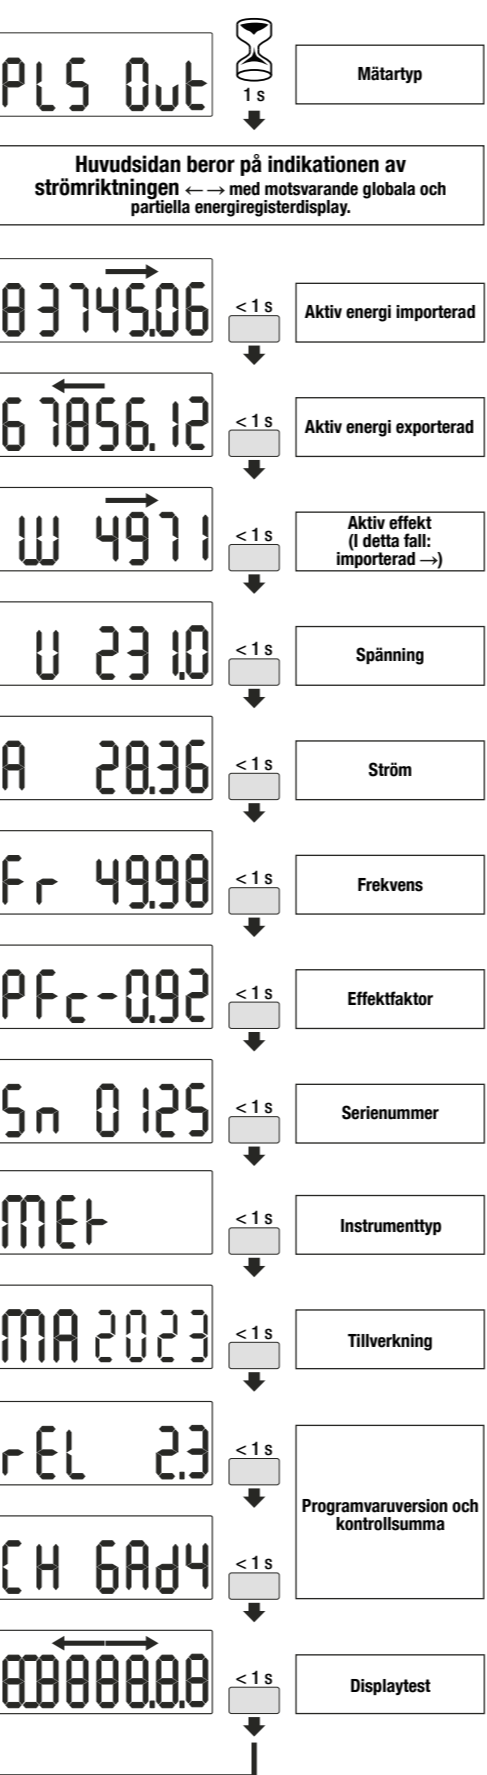 PLS Out
1 s
Mätartyp
Huvudsidan beror på indikationen av
strömriktningen ←→ med motsvarande globala och
partiella energiregisterdisplay.
→
83745.06
< 1 s
Aktiv energi importerad
←
67856.12
< 1 s
Aktiv energi exporterad
→
W 4971
< 1 s
Aktiv effekt
(I detta fall:
importerad →)
U 231.0
< 1 s
Spänning
A 28.36
< 1 s
Ström
Fr 49.98
< 1 s
Frekvens
PFc-0.92
< 1 s
Effektfaktor
Sn 0125
< 1 s
Serienummer
MEt
< 1 s
Instrumenttyp
MA 2023
< 1 s
Tillverkning
rEL 2.3
< 1 s
Programvaruversion och
kontrollsumma
CH 6Ad4
< 1 s
←→
8.8.8888.8.8
< 1 s
Displaytest